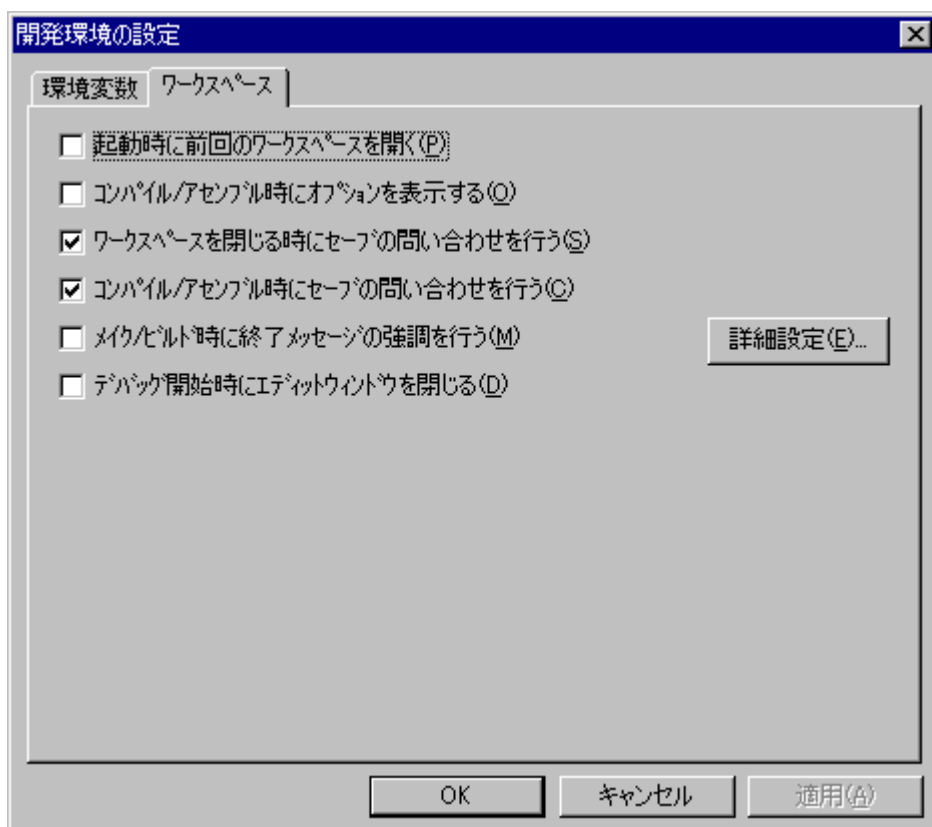 開発環境の設定
環境変数 ワークスペース
起動時に前回のワークスペースを開く(P)
コンパイル/アセンブル時にオプションを表示する(O)
ワークスペースを閉じる時にセーブの問い合わせを行う(S)
コンパイル/アセンブル時にセーブの問い合わせを行う(C)
メイク/ビルド時に終了メッセージの強調を行う(M) 詳細設定(E)...
デバッグ開始時にエディットウィンドウを閉じる(D)
OK キャンセル 適用(A)